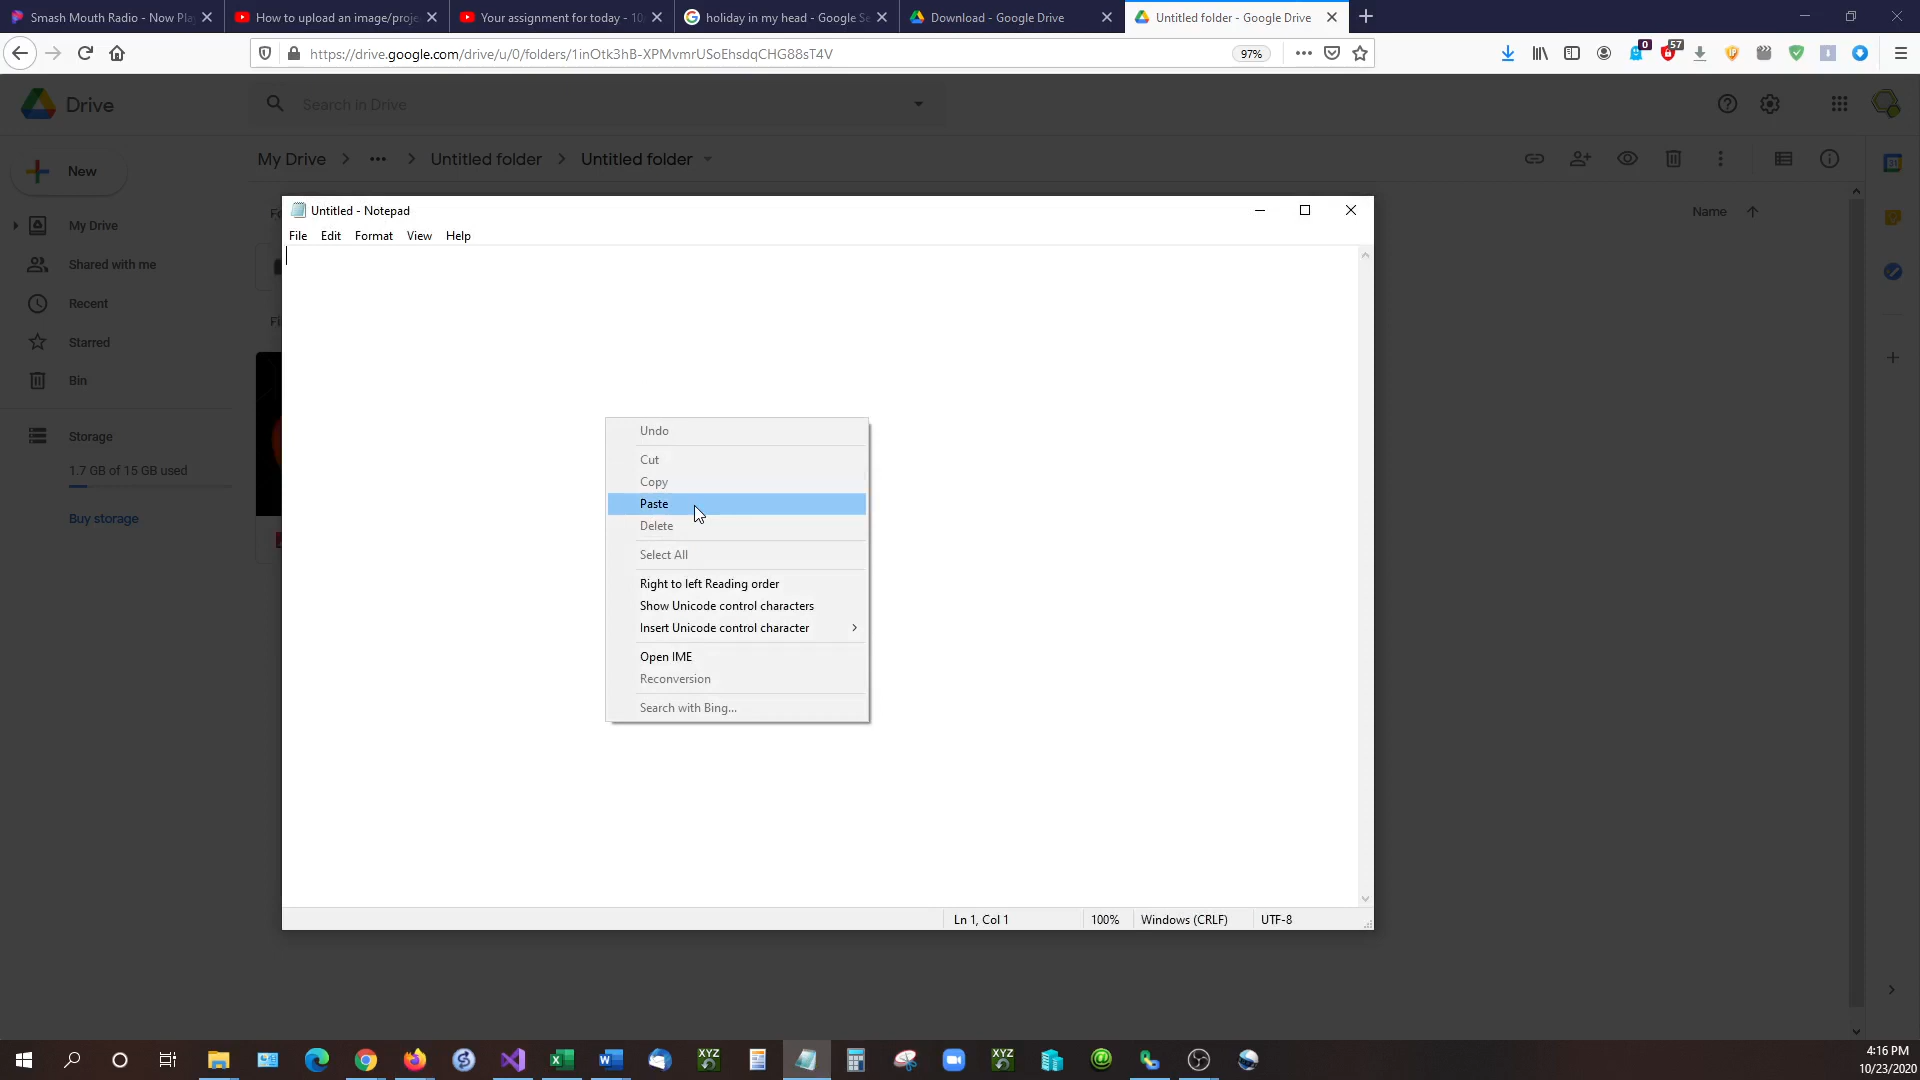 Smash Mouth Radio - Now Pla
How to upload an image/proje
Your assignment for today - 10
holiday in my head - Google Se
Download - Google Drive
Untitled folder - Google Drive
https://drive.google.com/drive/u/0/folders/1inOtk3hB-XPMvmrUSoEhsdqCHG88sT4V
97%
0
57
Drive
Search in Drive
My Drive
Untitled folder
Untitled folder
New
My Drive
Shared with me
Recent
Starred
Bin
Storage
1.7 GB of 15 GB used
Buy storage
Name
31
Untitled - Notepad
File Edit Format View Help
Undo
Cut
Copy
Paste
Delete
Select All
Right to left Reading order
Show Unicode control characters
Insert Unicode control character
Open IME
Reconversion
Search with Bing...
Ln 1, Col 1
100%
Windows (CRLF)
UTF-8
XYZ
XYZ
4:16 PM
10/23/2020